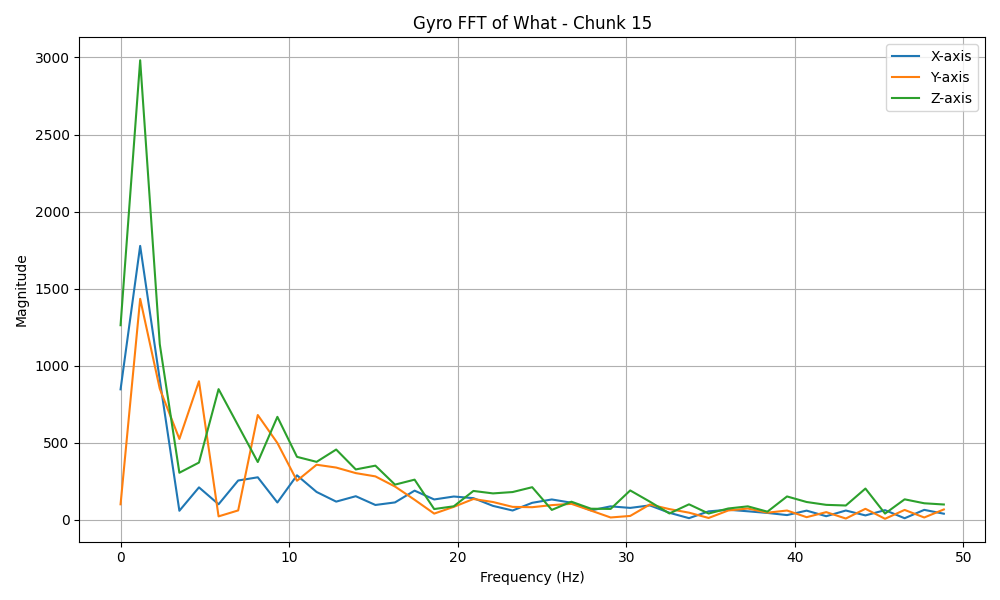 Gyro FFT of What - Chunk 15
X-axis
Y-axis
Z-axis
3000
2500
2000
1500
1000
500
0
Magnitude
0 10 20 30 40 50
Frequency (Hz)